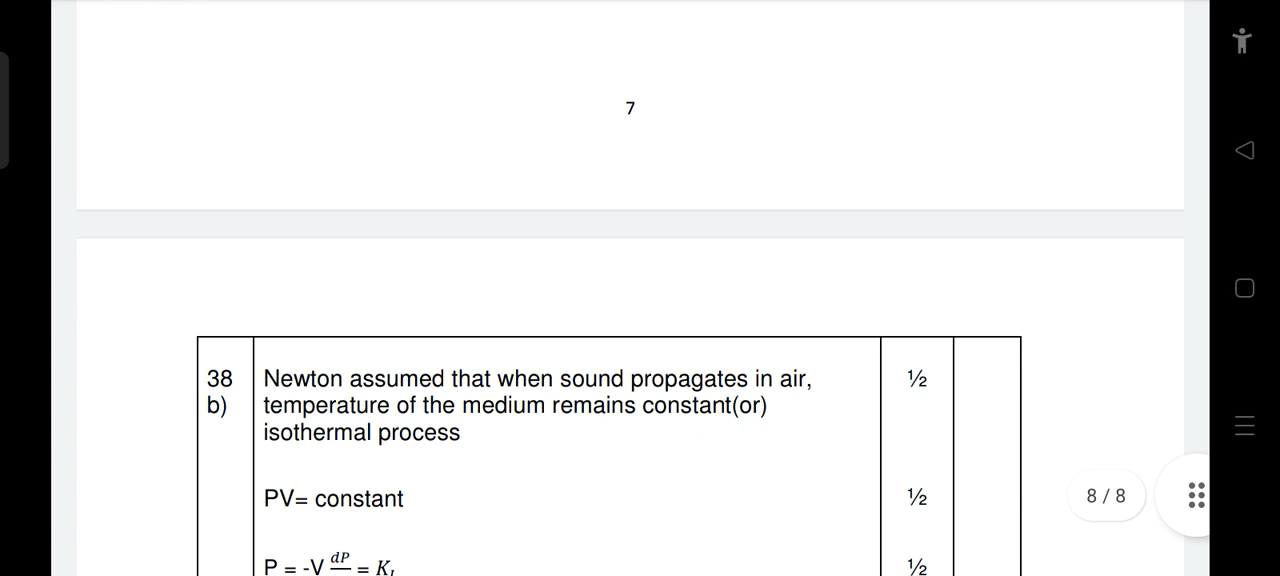 7
38 Newton assumed that when sound propagates in air, ½
b) temperature of the medium remains constant(or)
isothermal process
PV= constant ½
8 / 8
P = -V dP = K ½